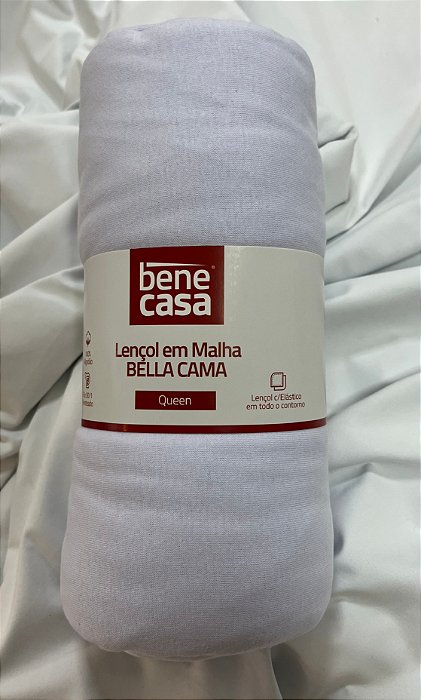 bene
casa
Lençol em Malha
BELLA CAMA
Queen
Lençol c/Elástico
em todo o contorno